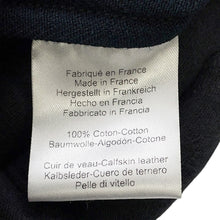 Fabriqué en France
Made in France
Hergestellt in Frankreich
Hecho en Francia
Fabbricato in Francia
100% Coton-Cotton
Baumwolle-Algodón-Cotone
Cuir de veau-Calfskin leather
Kalbsleder-Cuero de ternero
Pelle di vitello